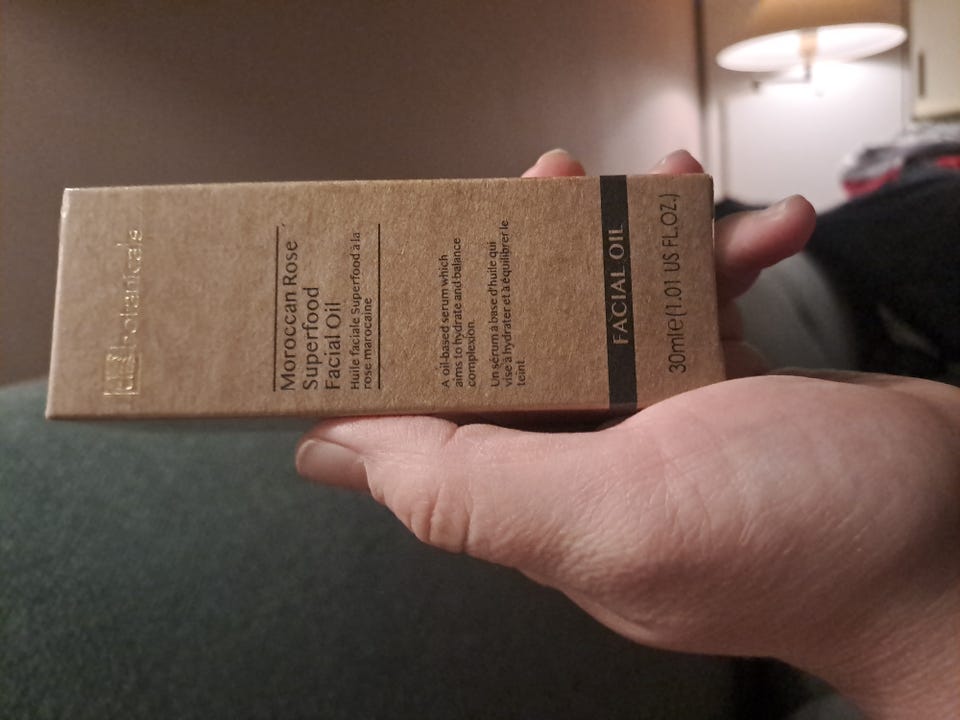 botanicals
Moroccan Rose
Superfood
Facial Oil
Huile faciale Superfood à la
rose marocaine
A oil-based serum which
aims to hydrate and balance
complexion
Un sérum à base d'huile qui
vise à hydrater et à équilibrer le
teint
FACIAL OIL
30mle(1.01 US FL.OZ.)